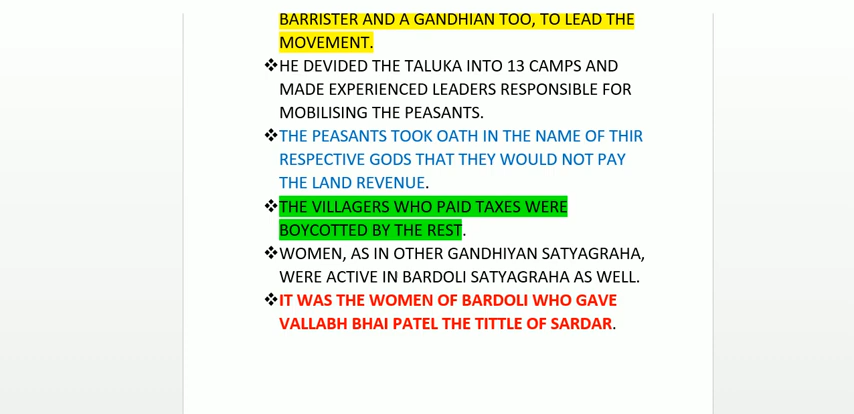 BARRISTER AND A GANDHIAN TOO, TO LEAD THE
MOVEMENT.
❖HE DEVIDED THE TALUKA INTO 13 CAMPS AND
MADE EXPERIENCED LEADERS RESPONSIBLE FOR
MOBILISING THE PEASANTS.
❖THE PEASANTS TOOK OATH IN THE NAME OF THIR
RESPECTIVE GODS THAT THEY WOULD NOT PAY
THE LAND REVENUE.
❖THE VILLAGERS WHO PAID TAXES WERE
BOYCOTTED BY THE REST.
❖WOMEN, AS IN OTHER GANDHIYAN SATYAGRAHA,
WERE ACTIVE IN BARDOLI SATYAGRAHA AS WELL.
❖IT WAS THE WOMEN OF BARDOLI WHO GAVE
VALLABH BHAI PATEL THE TITTLE OF SARDAR.